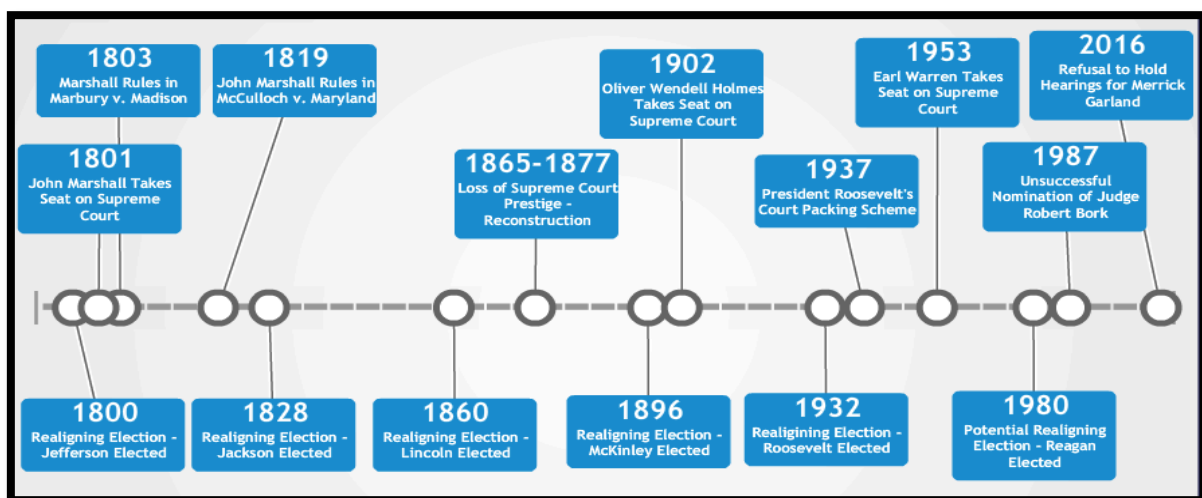 1803
Marshall Rules in
Marbury v. Madison
1819
John Marshall Rules in
McCulloch v. Maryland
1902
Oliver Wendell Holmes
Takes Seat on
Supreme Court
1953
Earl Warren Takes
Seat on Supreme
Court
2016
Refusal to Hold
Hearings for Merrick
Garland
1801
John Marshall Takes
Seat on Supreme
Court
1865-1877
Loss of Supreme Court
Prestige -
Reconstruction
1937
President Roosevelt's
Court Packing Scheme
1987
Unsuccessful
Nomination of Judge
Robert Bork
1800
Realigning Election -
Jefferson Elected
1828
Realigning Election -
Jackson Elected
1860
Realigning Election -
Lincoln Elected
1896
Realigning Election -
McKinley Elected
1932
Realigining Election -
Roosevelt Elected
1980
Potential Realigning
Election - Reagan
Elected